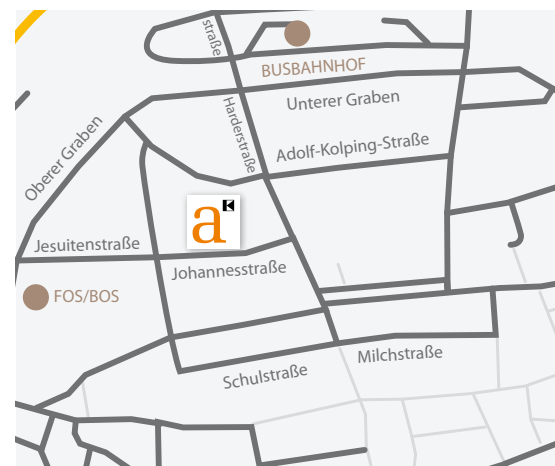 straße
BUSBAHNHOF
Unterer Graben
Harderstraße
Adolf-Kolping-Straße
Oberer Graben
a
Jesuitenstraße
Johannesstraße
FOS/BOS
Milchstraße
Schulstraße